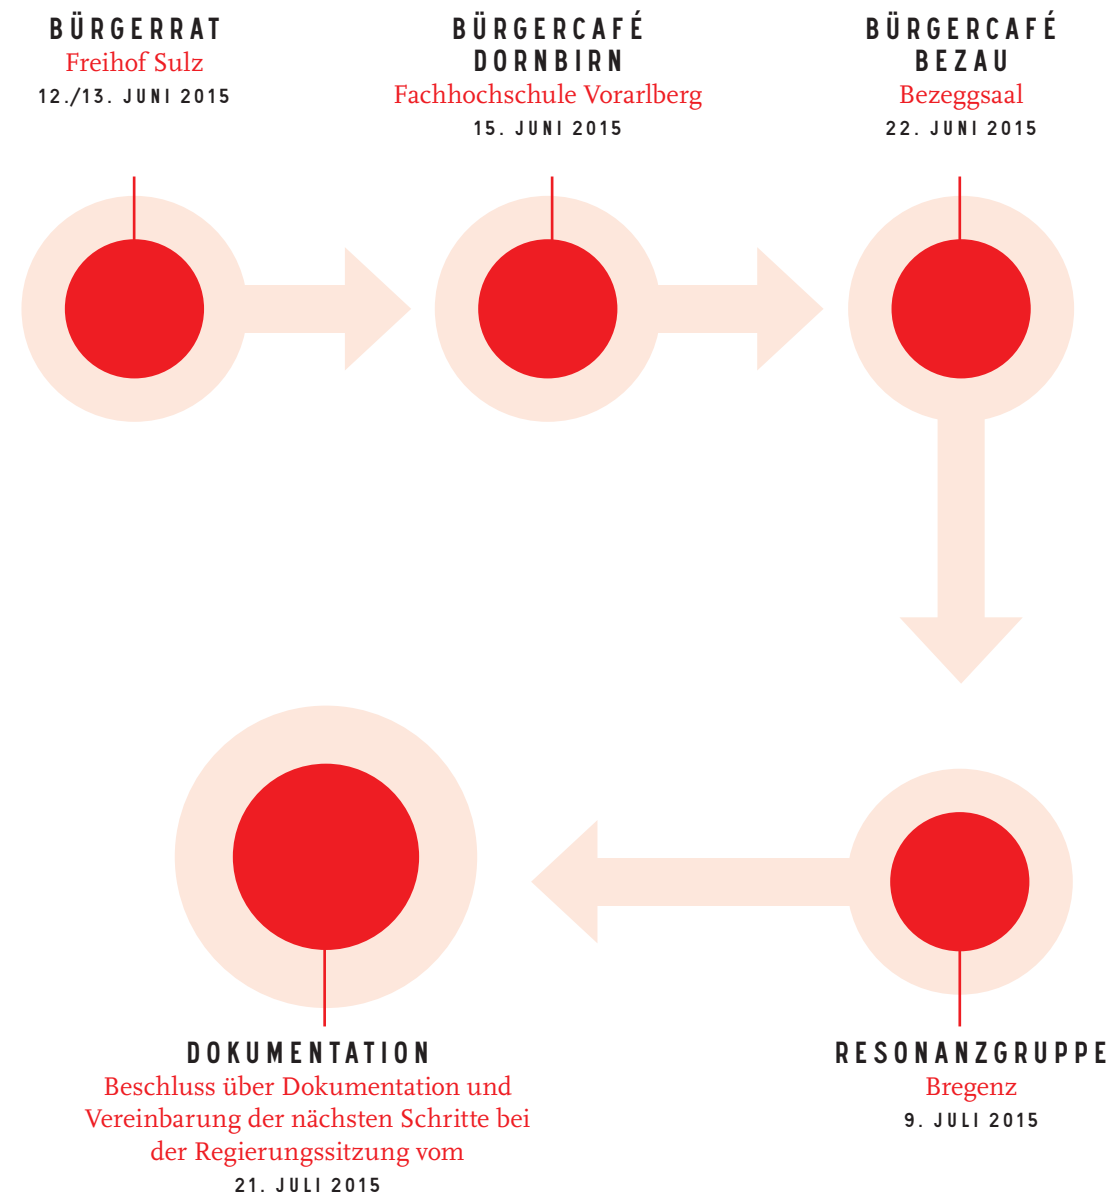 BÜRGERRAT
Freihof Sulz
12./13. JUNI 2015
BÜRGERCAFÉ
DORNBIRN
Fachhochschule Vorarlberg
15. JUNI 2015
BÜRGERCAFÉ
BEZAU
Bezeggsaal
22. JUNI 2015
RESONANZGRUPPE
Bregenz
9. JULI 2015
DOKUMENTATION
Beschluss über Dokumentation und
Vereinbarung der nächsten Schritte bei
der Regierungssitzung vom
21. JULI 2015